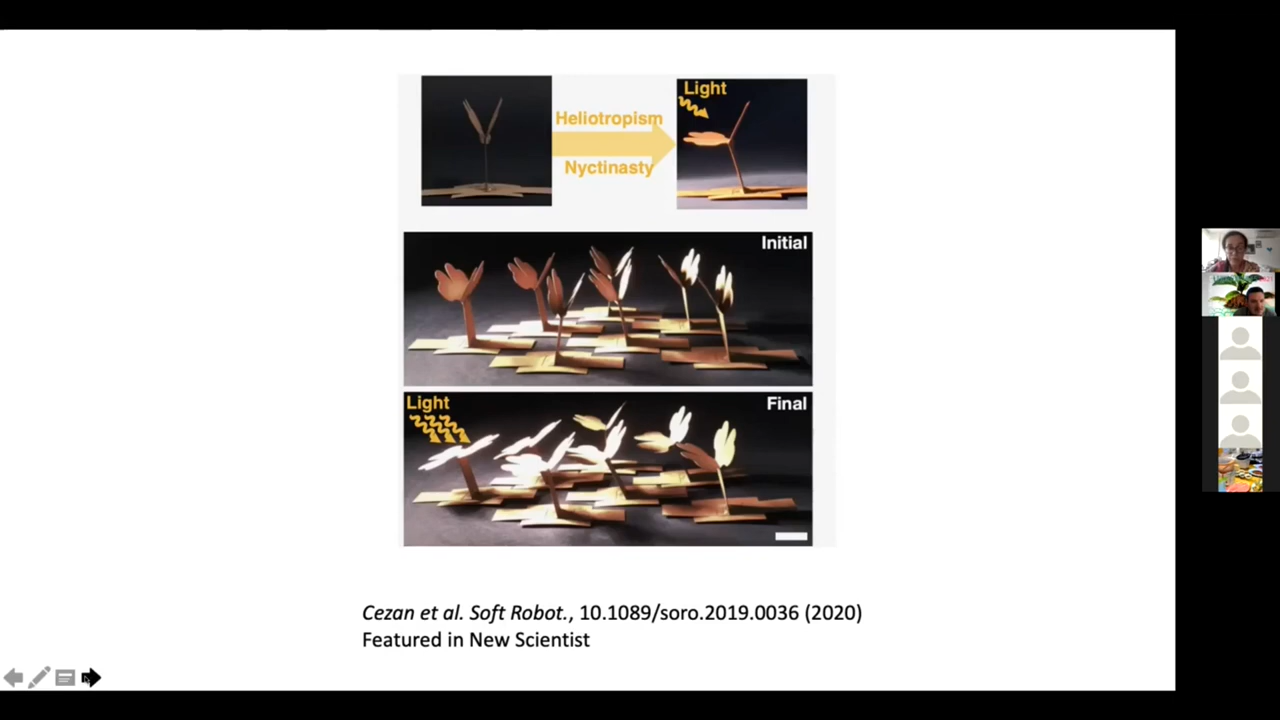 Light
Heliotropism
Nyctinasty
Initial
Light
Final
Cezan et al. Soft Robot., 10.1089/soro.2019.0036 (2020)
Featured in New Scientist